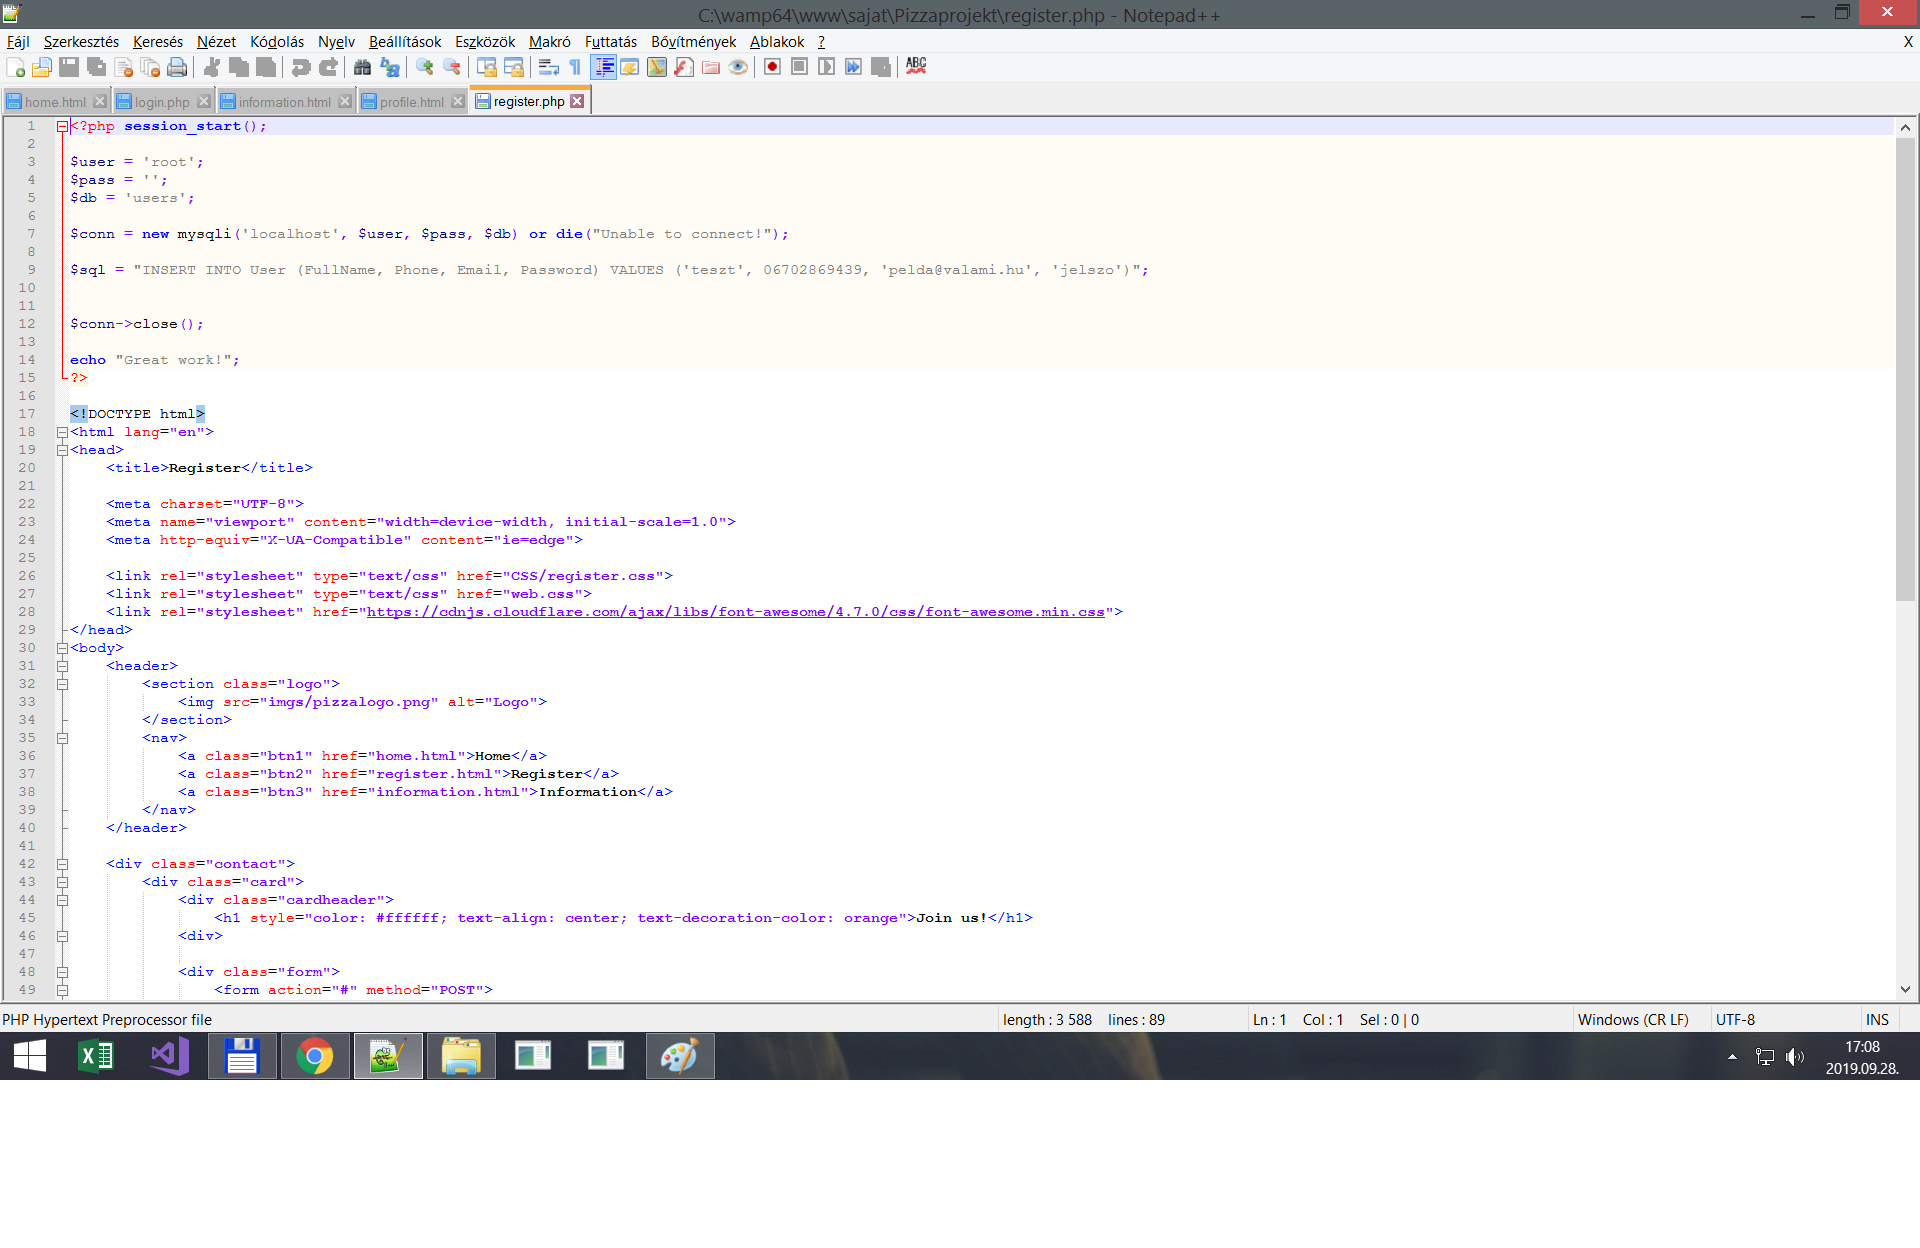 C:\wamp64\www\sajat\Pizzaprojekt\register.php - Notepad++
Fájl Szerkesztés Keresés Nézet Kódolás Nyelv Beállítások Eszközök Makró Futtatás Bővítmények Ablakok ? X
ABC
home.html login.php information.html profile.html register.php
1 <?php session_start();
2
3 $user = 'root';
4 $pass = '';
5 $db = 'users';
6
7 $conn = new mysqli('localhost', $user, $pass, $db) or die("Unable to connect!");
8
9 $sql = "INSERT INTO User (FullName, Phone, Email, Password) VALUES ('teszt', 06702869439, 'pelda@valami.hu', 'jelszo')";
10
11
12 $conn->close();
13
14 echo "Great work!";
15 ?>
16
17 <!DOCTYPE html>
18 <html lang="en">
19 <head>
20     <title>Register</title>
21
22     <meta charset="UTF-8">
23     <meta name="viewport" content="width=device-width, initial-scale=1.0">
24     <meta http-equiv="X-UA-Compatible" content="ie=edge">
25
26     <link rel="stylesheet" type="text/css" href="CSS/register.css">
27     <link rel="stylesheet" type="text/css" href="web.css">
28     <link rel="stylesheet" href="https://cdnjs.cloudflare.com/ajax/libs/font-awesome/4.7.0/css/font-awesome.min.css">
29 </head>
30 <body>
31     <header>
32         <section class="logo">
33             <img src="imgs/pizzalogo.png" alt="Logo">
34         </section>
35         <nav>
36             <a class="btn1" href="home.html">Home</a>
37             <a class="btn2" href="register.html">Register</a>
38             <a class="btn3" href="information.html">Information</a>
39         </nav>
40     </header>
41
42     <div class="contact">
43         <div class="card">
44             <div class="cardheader">
45                 <h1 style="color: #ffffff; text-align: center; text-decoration-color: orange">Join us!</h1>
46             <div>
47
48             <div class="form">
49                 <form action="#" method="POST">
PHP Hypertext Preprocessor file length : 3 588 lines : 89 Ln : 1 Col : 1 Sel : 0 | 0 Windows (CR LF) UTF-8 INS
17:08
2019.09.28.